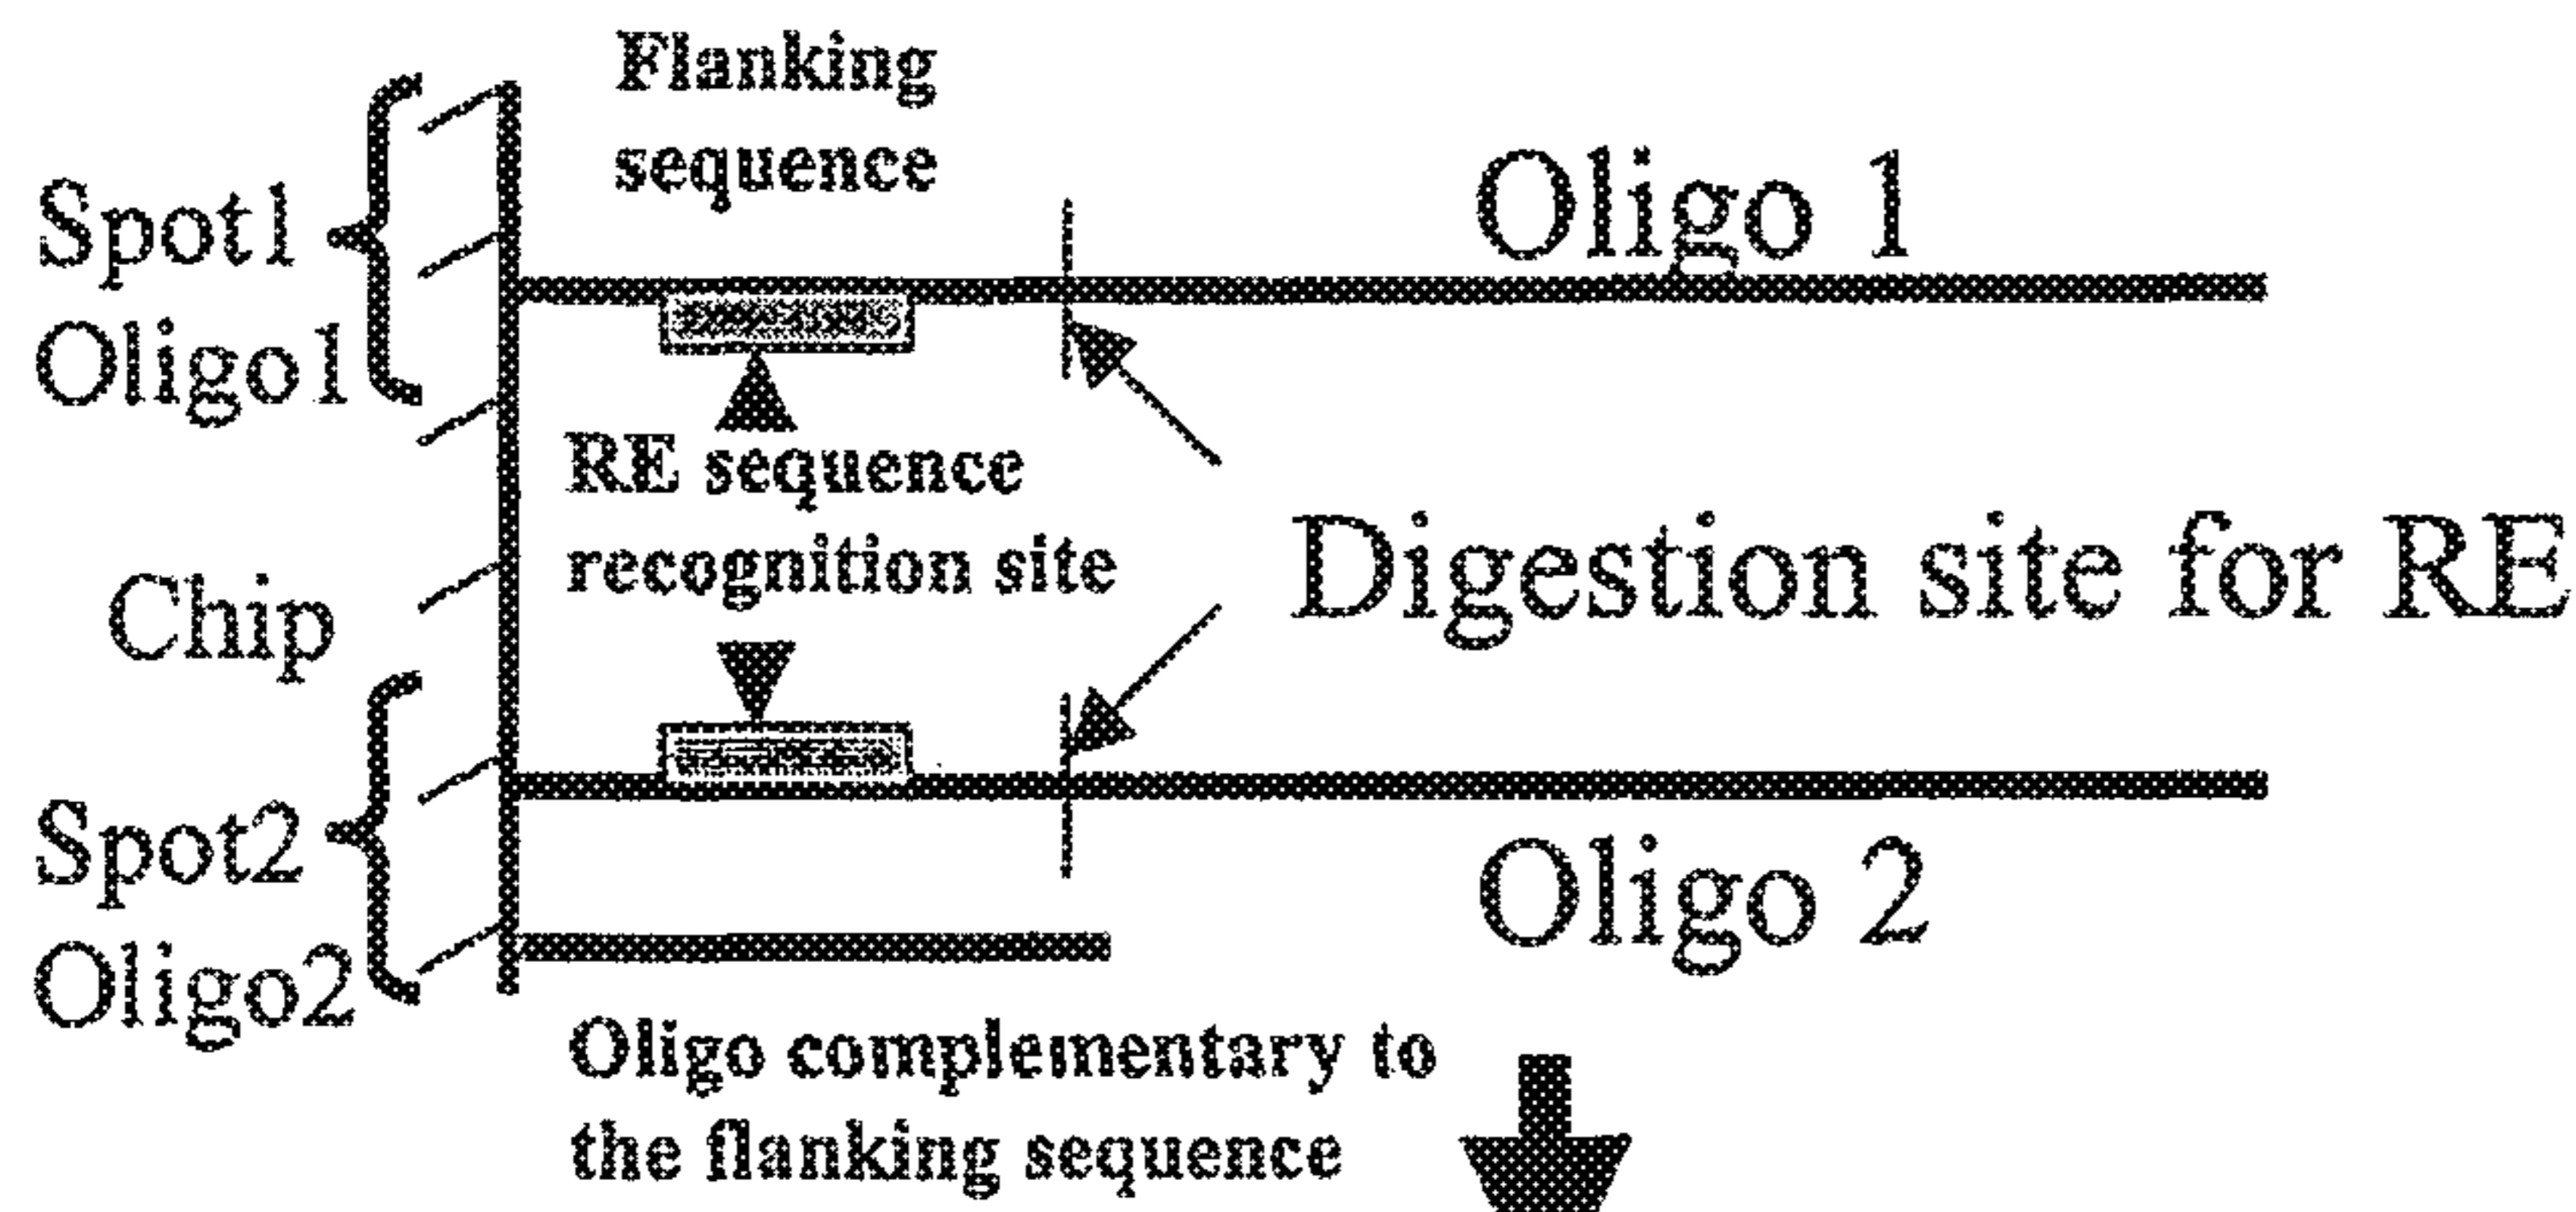 Flanking
sequence
Oligo 1
Spot1
Oligo1
RE sequence
recognition site
Digestion site for RE
Chip
Spot2
Oligo2
Oligo 2
Oligo complementary to
the flanking sequence